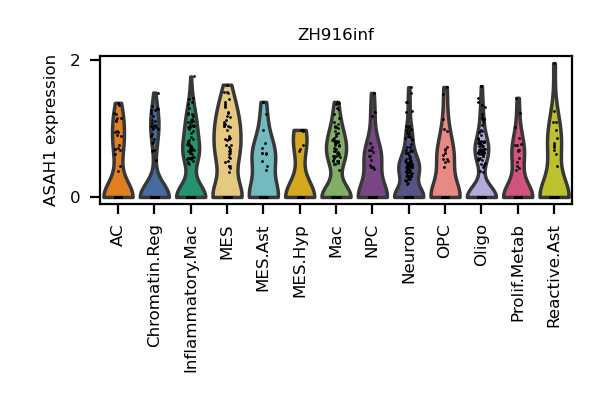 ZH916inf
ASAH1 expression
2
0
AC
Chromatin.Reg
Inflammatory.Mac
MES
MES.Ast
MES.Hyp
Mac
NPC
Neuron
OPC
Oligo
Prolif.Metab
Reactive.Ast